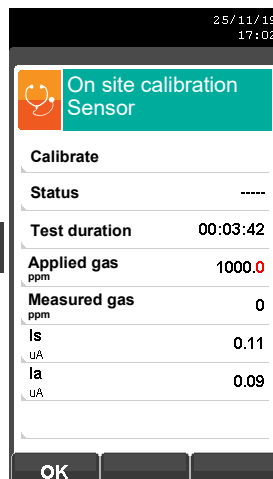 25/11/19
17:02
On site calibration
Sensor
Calibrate
Status -----
Test duration 00:03:42
Applied gas 1000.0
ppm
Measured gas 0
ppm
Is 0.11
uA
Ia 0.09
uA
OK